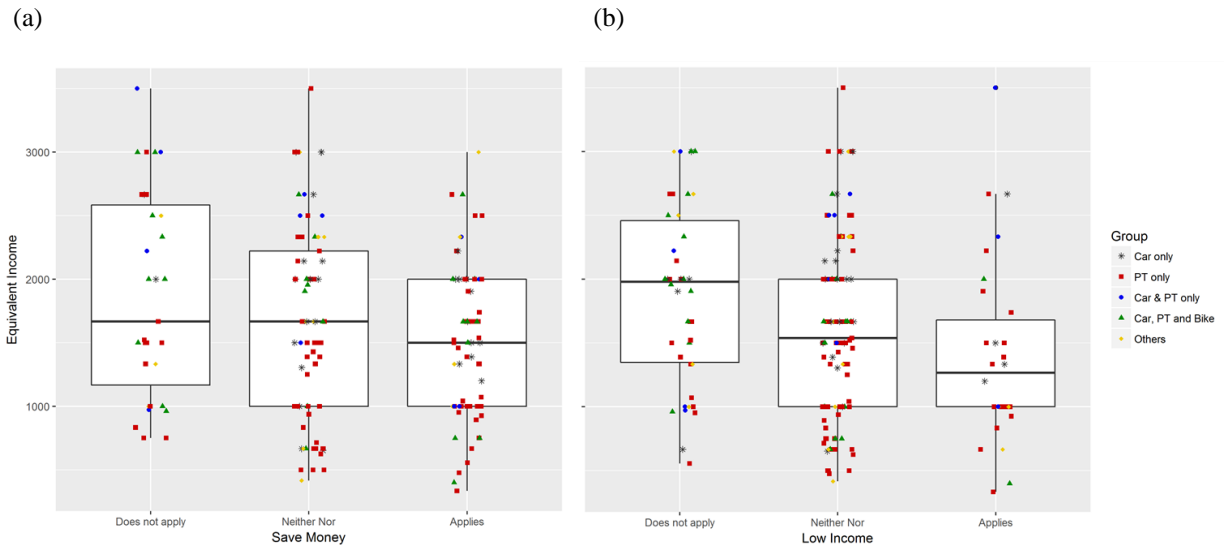 (a)
(b)
Equivalent Income
3000
2000
1000
Does not apply
Neither Nor
Applies
Save Money
Does not apply
Neither Nor
Applies
Low Income
Group
Car only
PT only
Car & PT only
Car, PT and Bike
Others